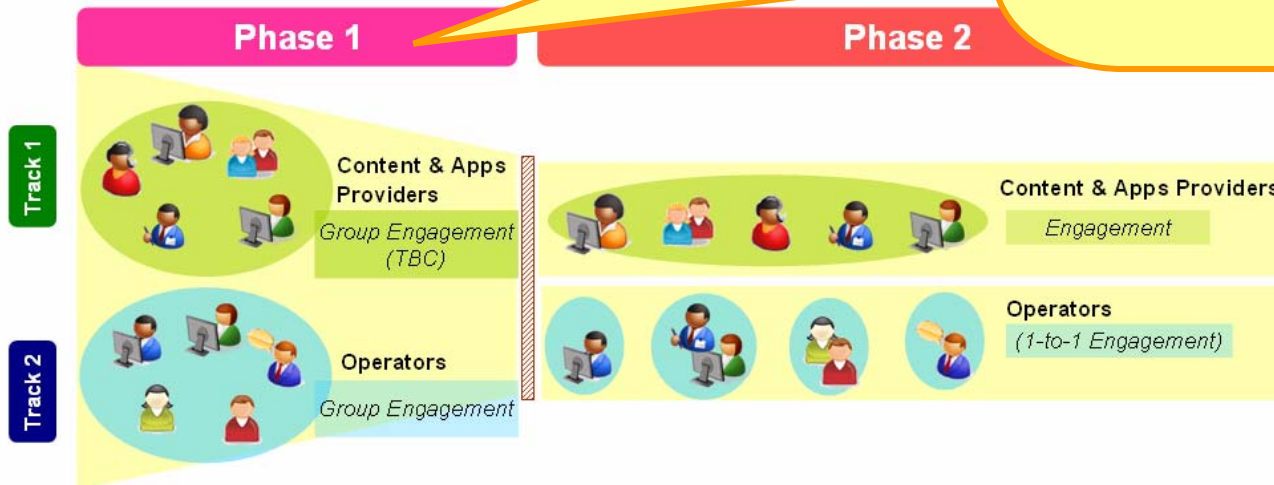 Phase 1
Phase 2
Track 1
Content & Apps
Providers
Group Engagement
(TBC)
Content & Apps Providers
Engagement
Track 2
Operators
Group Engagement
Operators
(1-to-1 Engagement)